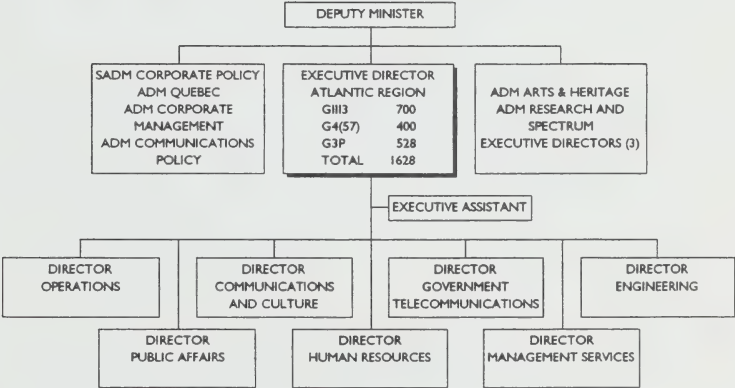 DEPUTY MINISTER
SADM CORPORATE POLICY
ADM QUEBEC
ADM CORPORATE
MANAGEMENT
ADM COMMUNICATIONS
POLICY
EXECUTIVE DIRECTOR
ATLANTIC REGION
GIII3 700
G4(57) 400
G3P 528
TOTAL 1628
ADM ARTS & HERITAGE
ADM RESEARCH AND
SPECTRUM
EXECUTIVE DIRECTORS (3)
EXECUTIVE ASSISTANT
DIRECTOR
OPERATIONS
DIRECTOR
COMMUNICATIONS
AND CULTURE
DIRECTOR
GOVERNMENT
TELECOMMUNICATIONS
DIRECTOR
ENGINEERING
DIRECTOR
PUBLIC AFFAIRS
DIRECTOR
HUMAN RESOURCES
DIRECTOR
MANAGEMENT SERVICES